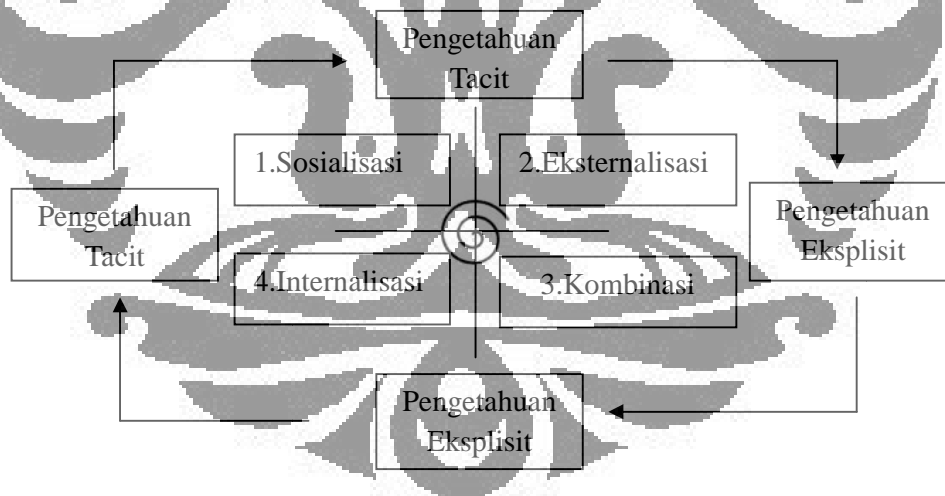 Pengetahuan
Tacit
1.Sosialisasi
2.Eksternalisasi
Pengetahuan
Tacit
Pengetahuan
Eksplisit
4.Internalisasi
3.Kombinasi
Pengetahuan
Eksplisit